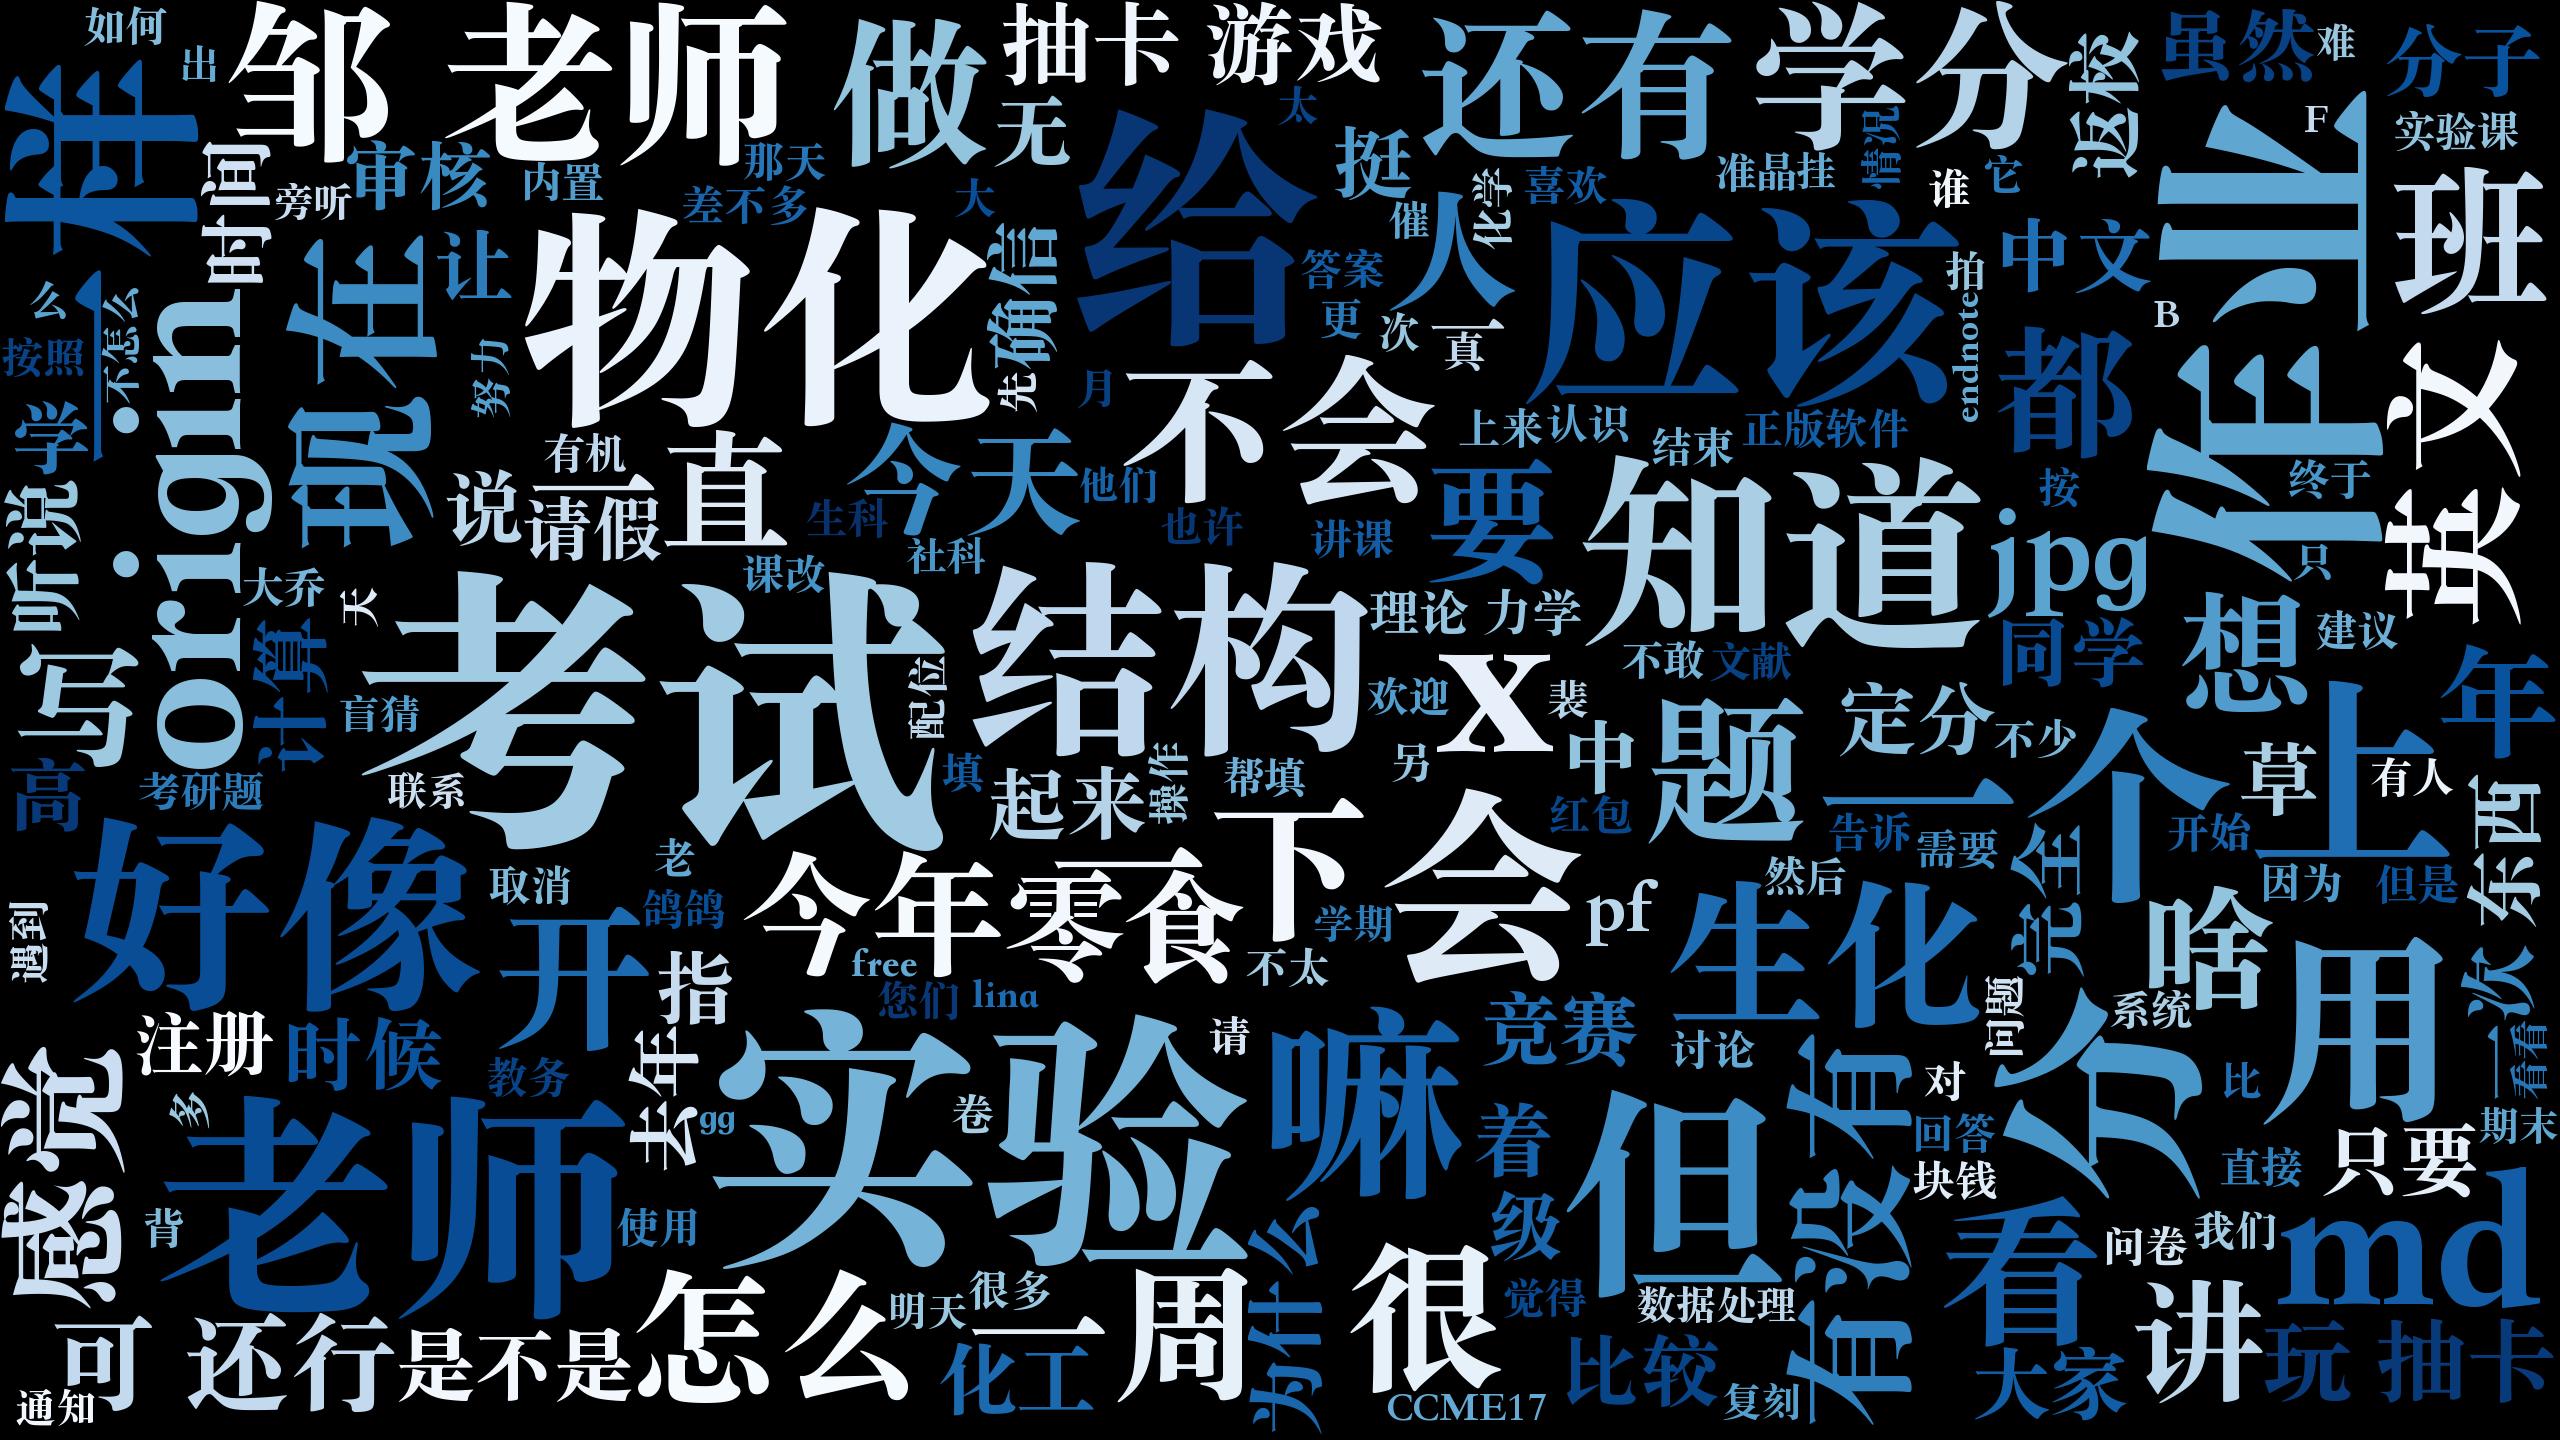 如何
出
邹 老师
做
抽卡 游戏
还有
学分
返校
虽然
难
分子
样
时间
旁听
审核
内置
那天
差不多
无
大
太
给
挺
催
人
化学
喜欢
准晶挂
情况
谁
它
F
实验课
作业
班
么
按照
一
不怎么
origin
现在
让
努力
物化
确信
先
月
答案
更
次
一真
应该
拍
endnote
中文
B
都
英文
学
听说
有机
说
请假
一直
今天
生科
社科
课改
他们
不会
也许
讲课
上来
认识
结束
正版软件
要
知道
按
jpg
终于
只
大乔
天
计算
盲猜
考试
配位
结构
理论 力学
不敢
文献
同学
想
建议
写
高
考研题
联系
填
起来
操作
帮填
欢迎
x
裴
另
中
红包
题
定分
不少
一个
告诉
需要
完全
开始
草
上
有人
年
东西
因为
但是
好像
取消
老
鸽鸽
今年
零食
一下
会
学期
不太
pf
然后
生化
啥
用
一次
遇到
开
指
free
您们
lina
注册
时候
教务
去年
gg
实验
卷
请
嘛
竞赛
讨论
着
但
有没有
问题
对
回答
块钱
分
系统
比
直接
一看看
期末
只要
感觉
多
老师
背
使用
级
觉得
为什么
很
数据处理
看
问卷
我们
md
可
通知
还行
是不是
怎么
明天
很多
化工
一周
CCME17
比较
复刻
大家
讲
玩 抽卡